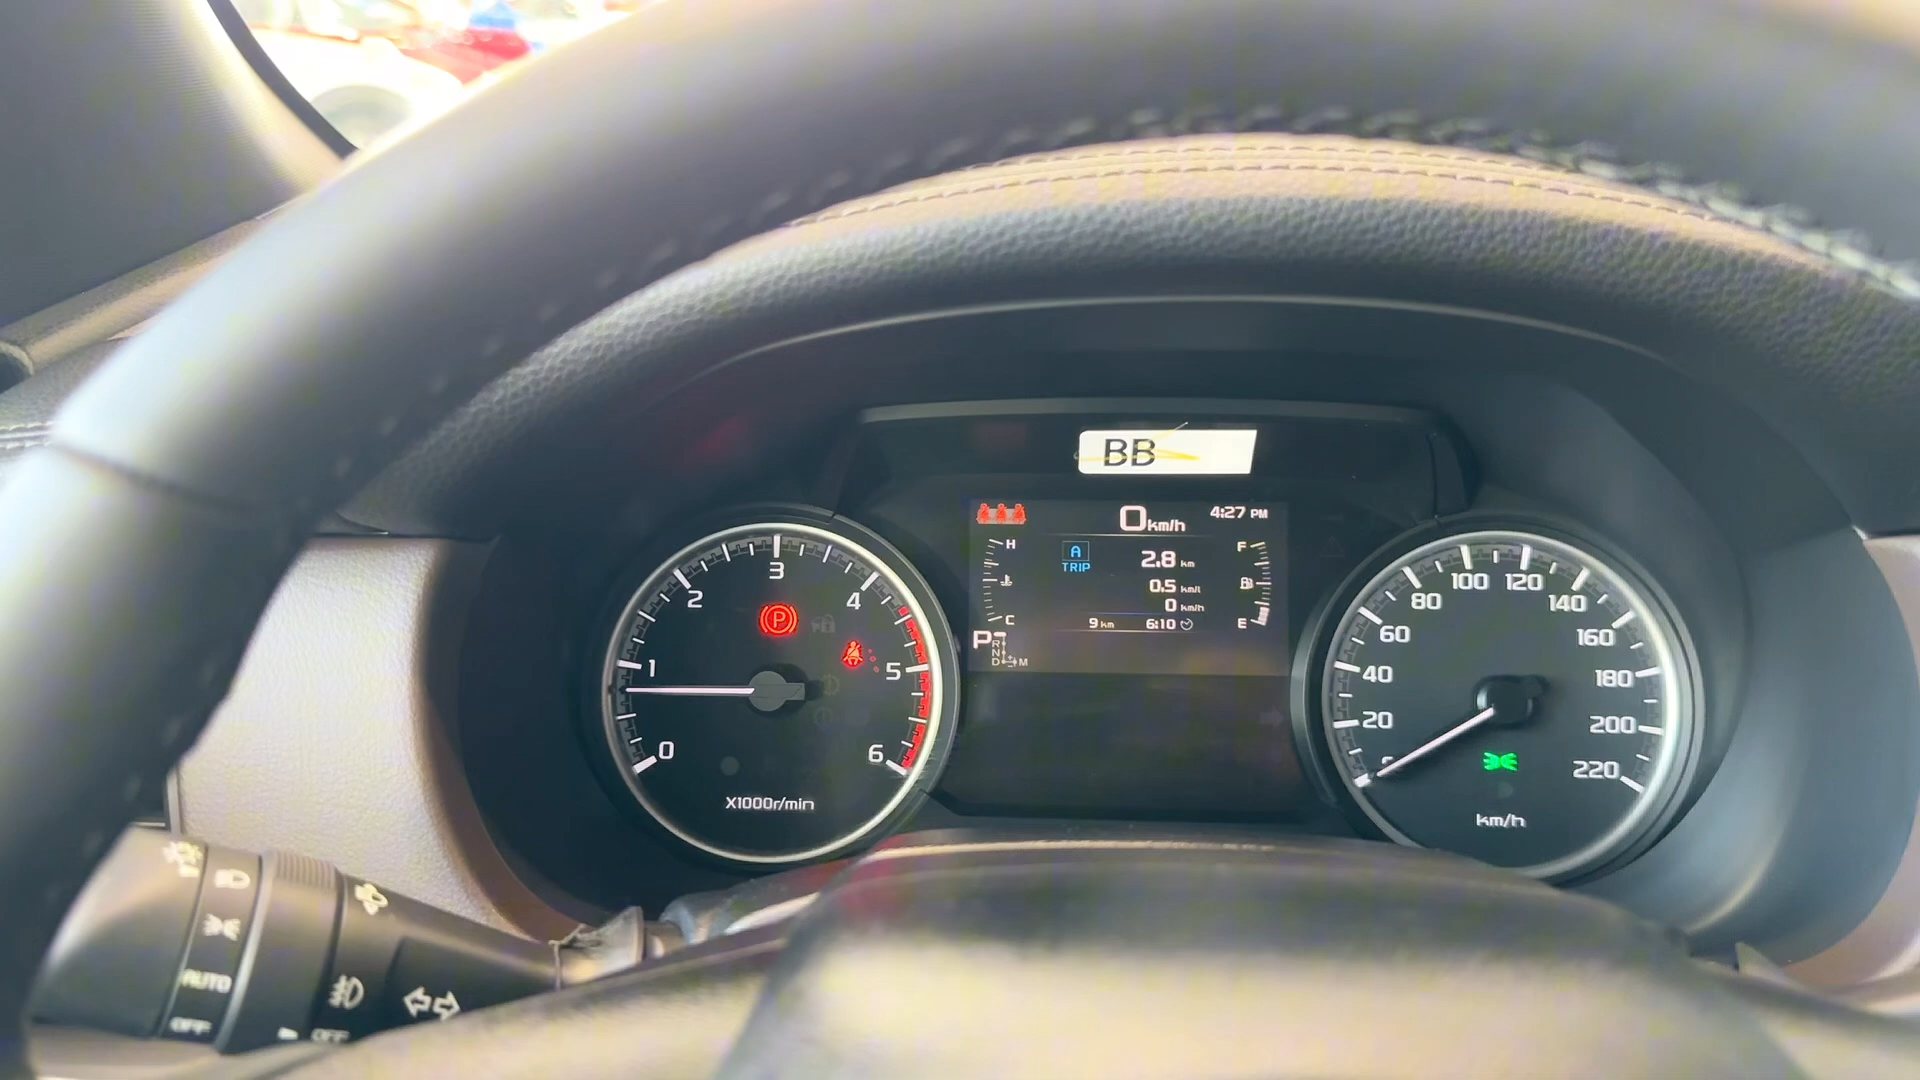 BB
0 km/h 4:27 PM
H
C
A
TRIP
2.8 km
0.5 km/l
0 km/h
9 km 6:10
F
E
P
R
N
D M
0
1
2
3
4
5
6
P
X1000r/min
20
40
60
80
100
120
140
160
180
200
220
km/h
AUTO
OFF
OFF